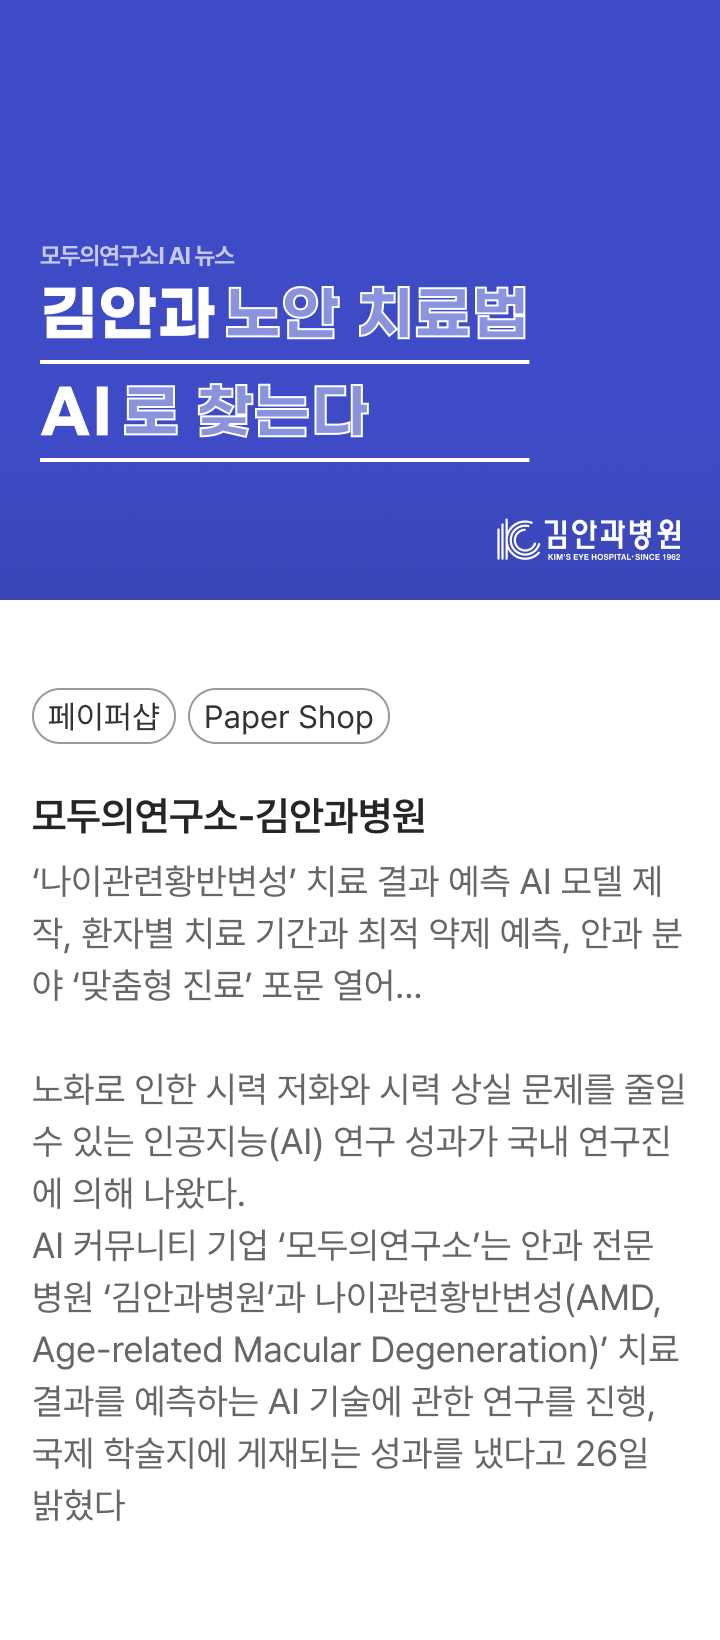 모두의연구소I AI 뉴스
김안과 노안 치료법
AI로 찾는다
김안과병원
KIM'S EYE HOSPITAL·SINCE 1962
페이퍼샵
Paper Shop
모두의연구소-김안과병원
‘나이관련황반변성’ 치료 결과 예측 AI 모델 제
작, 환자별 치료 기간과 최적 약제 예측, 안과 분
야 ‘맞춤형 진료’ 포문 열어...
노화로 인한 시력 저화와 시력 상실 문제를 줄일
수 있는 인공지능(AI) 연구 성과가 국내 연구진
에 의해 나왔다.
AI 커뮤니티 기업 ‘모두의연구소’는 안과 전문
병원 ‘김안과병원’과 나이관련황반변성(AMD,
Age-related Macular Degeneration)’ 치료
결과를 예측하는 AI 기술에 관한 연구를 진행,
국제 학술지에 게재되는 성과를 냈다고 26일
밝혔다